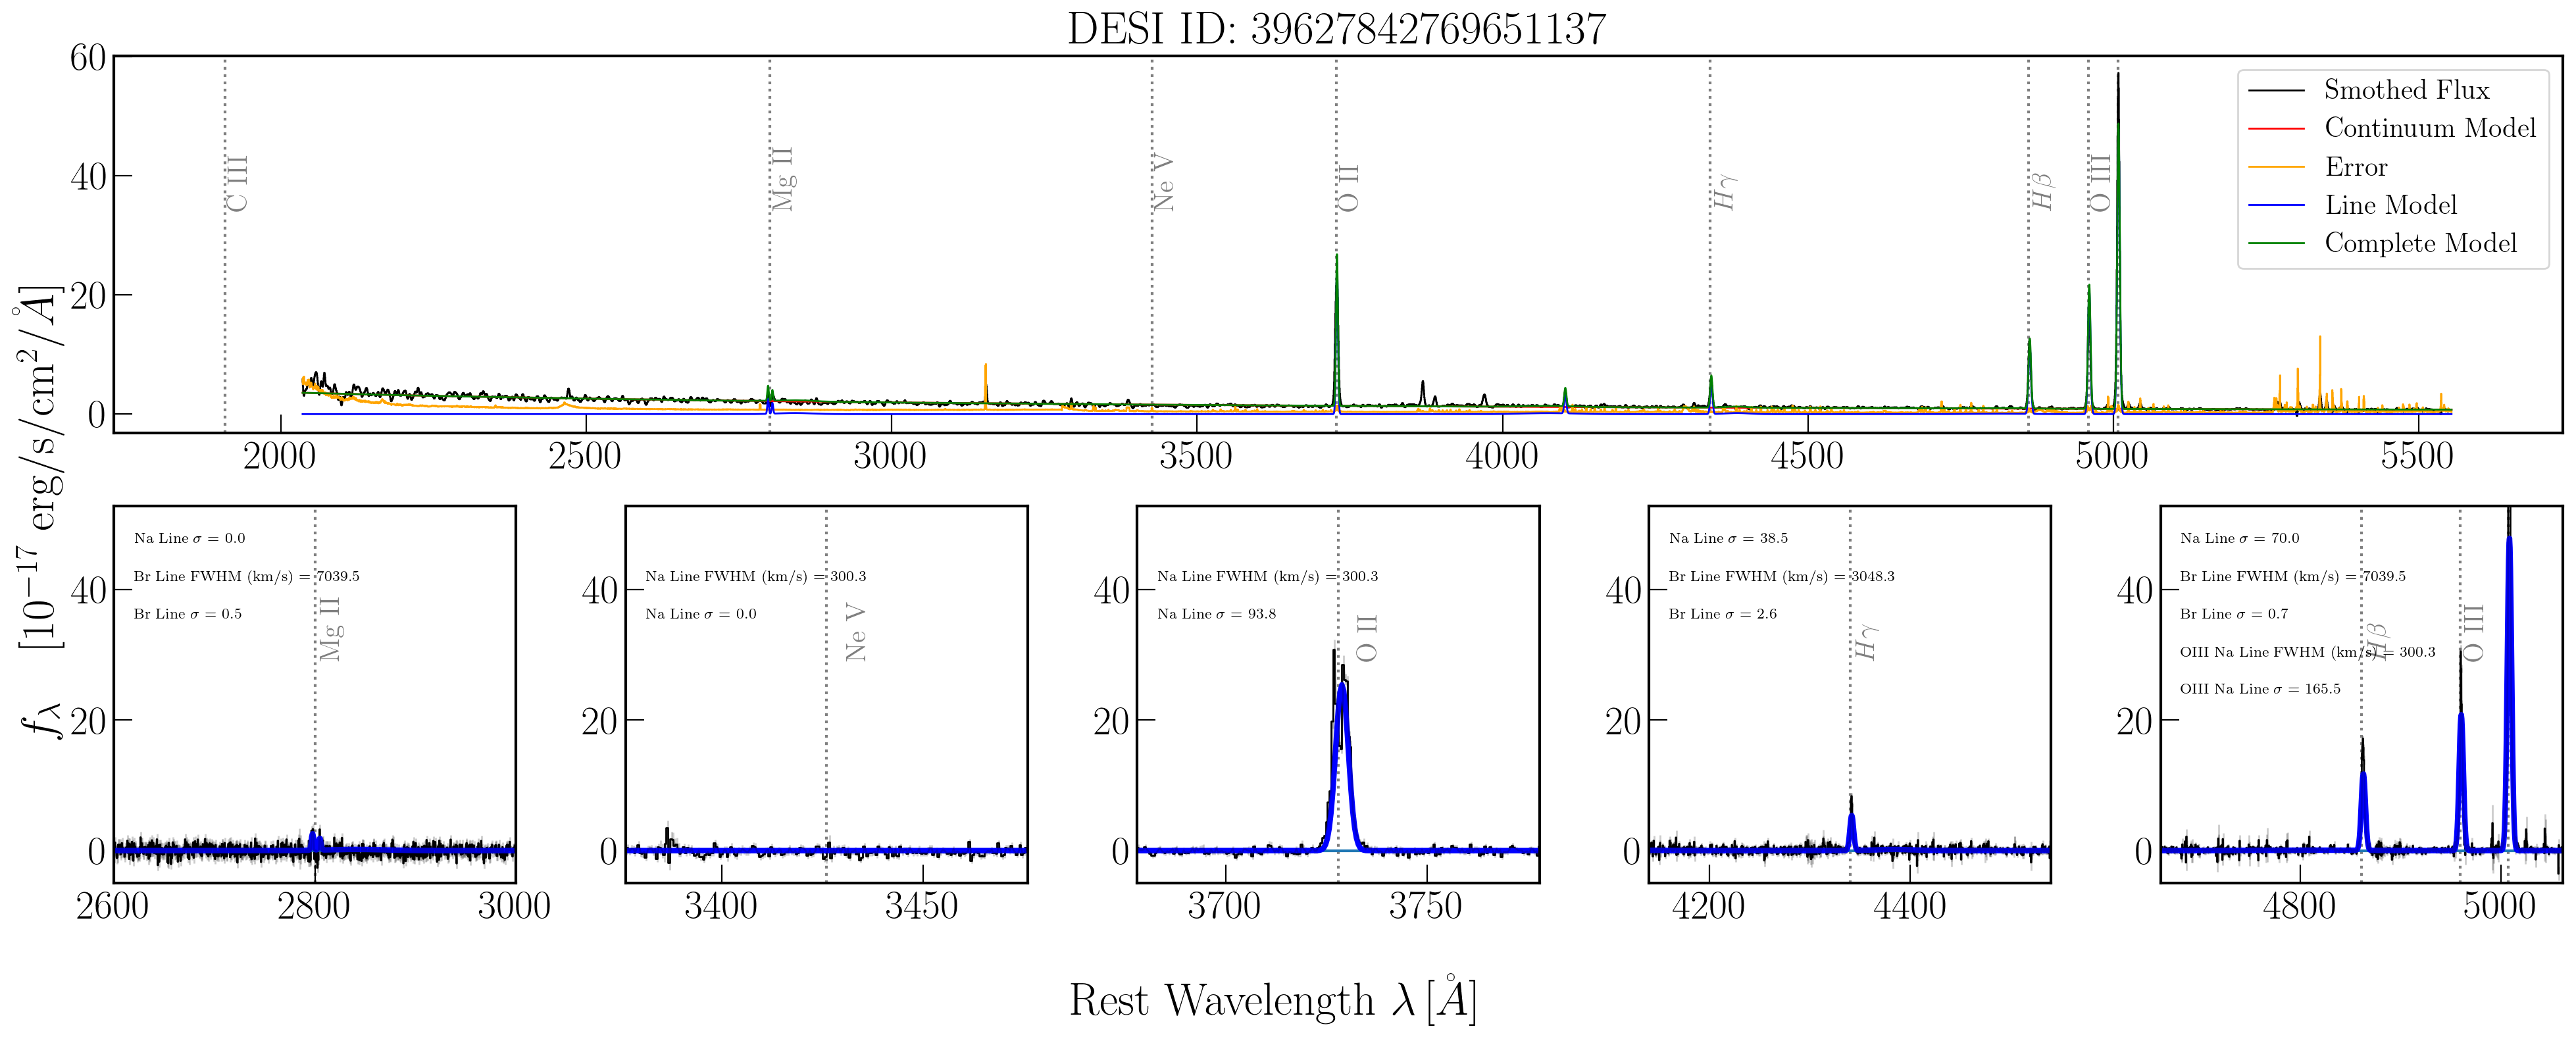 DESI ID: 39627842769651137
60
40
20
0
C III
Mg II
Ne V
O II
Hγ
Hβ
O III
Smothed Flux
Continuum Model
Error
Line Model
Complete Model
2000 2500 3000 3500 4000 4500 5000 5500
f_λ [10^{-17} erg/s/cm^2/Å]
Na Line σ = 0.0
Br Line FWHM (km/s) = 7039.5
Br Line σ = 0.5
Mg II
40
20
0
2600 2800 3000
Na Line FWHM (km/s) = 300.3
Na Line σ = 0.0
Ne V
40
20
0
3400 3450
Na Line FWHM (km/s) = 300.3
Na Line σ = 93.8
O II
40
20
0
3700 3750
Na Line σ = 38.5
Br Line FWHM (km/s) = 3048.3
Br Line σ = 2.6
Hγ
40
20
0
4200 4400
Na Line σ = 70.0
Br Line FWHM (km/s) = 7039.5
Br Line σ = 0.7
OIII Na Line FWHM (km/s) = 300.3
OIII Na Line σ = 165.5
Hβ
O III
40
20
0
4800 5000
Rest Wavelength λ [Å]